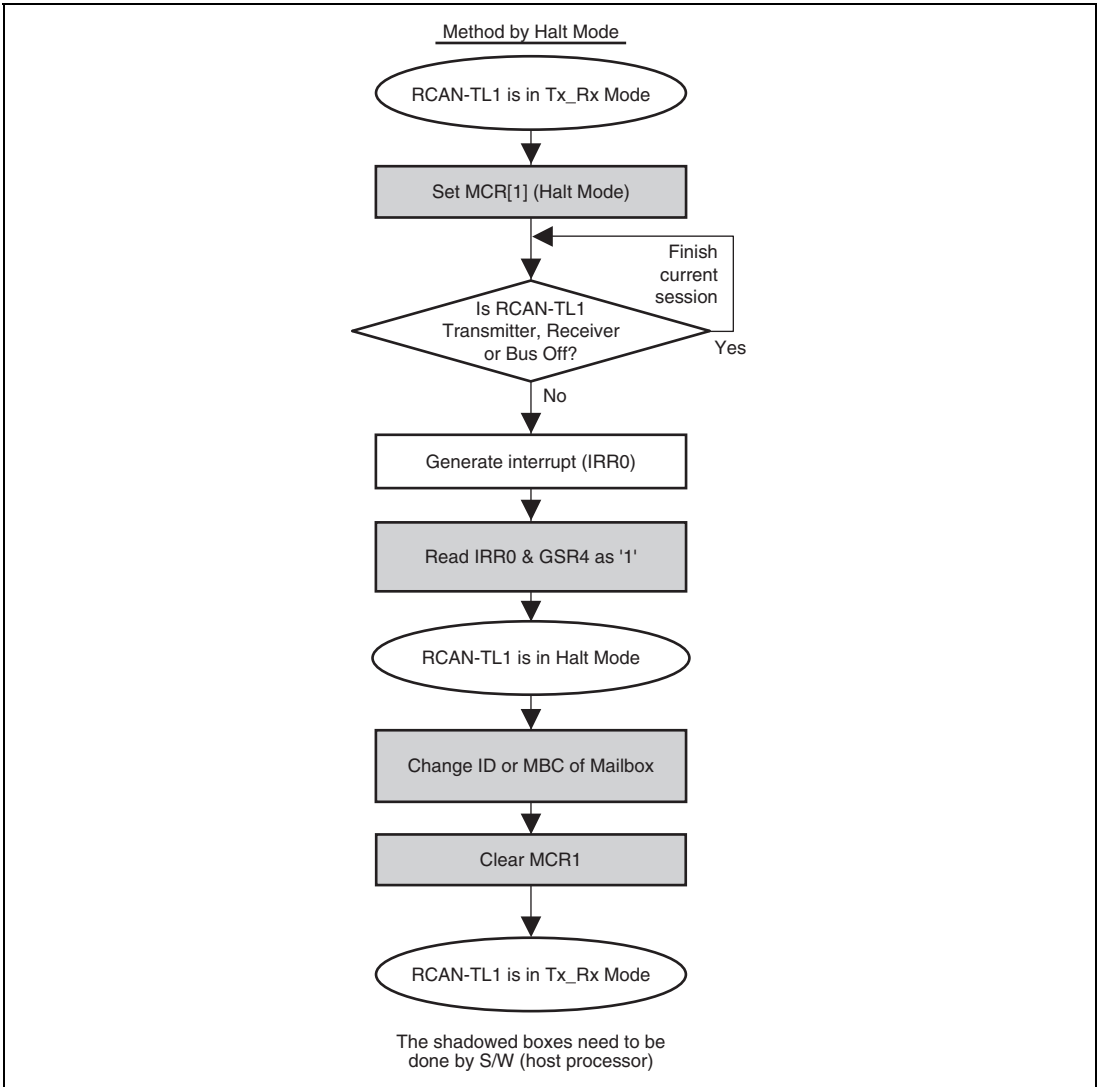 Method by Halt Mode
RCAN-TL1 is in Tx_Rx Mode
Set MCR[1] (Halt Mode)
Finish
current
session
Is RCAN-TL1
Transmitter, Receiver
or Bus Off?
Yes
No
Generate interrupt (IRR0)
Read IRR0 & GSR4 as '1'
RCAN-TL1 is in Halt Mode
Change ID or MBC of Mailbox
Clear MCR1
RCAN-TL1 is in Tx_Rx Mode
The shadowed boxes need to be
done by S/W (host processor)